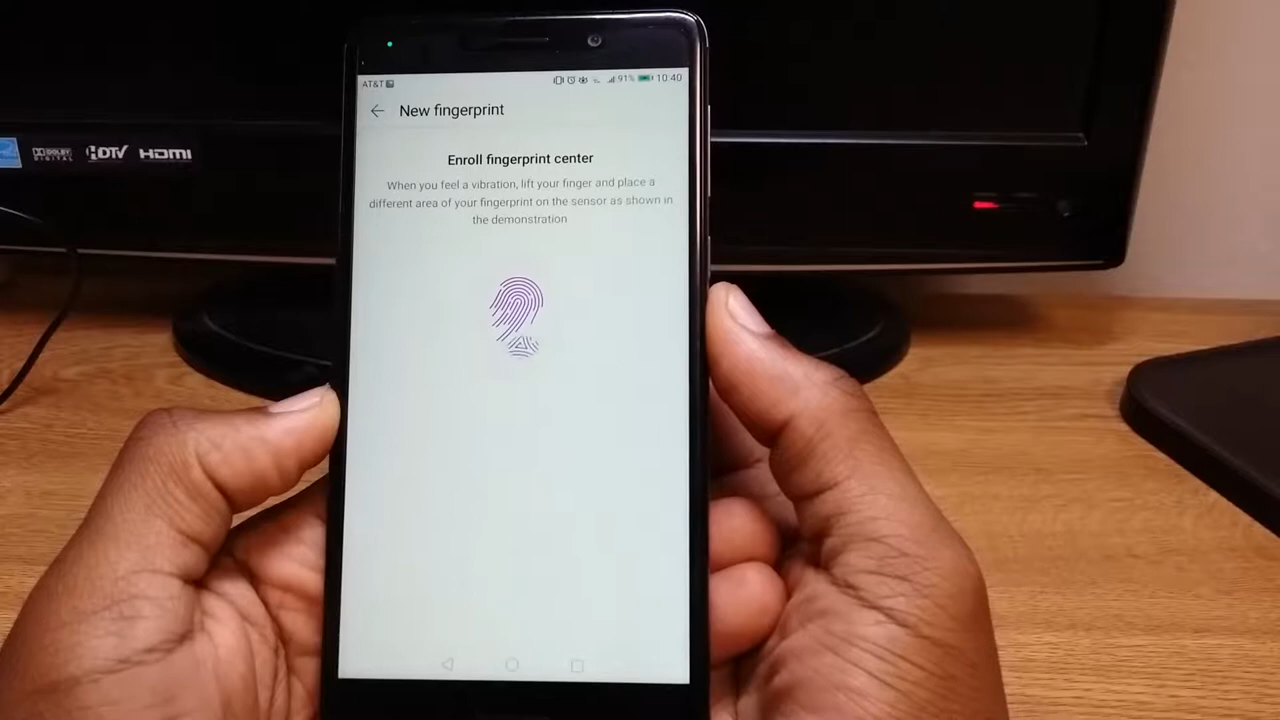 AT&T
91% 10:40
New fingerprint
Enroll fingerprint center
When you feel a vibration, lift your finger and place a
different area of your fingerprint on the sensor as shown in
the demonstration
DOLBY
DIGITAL
HDTV
HDMI